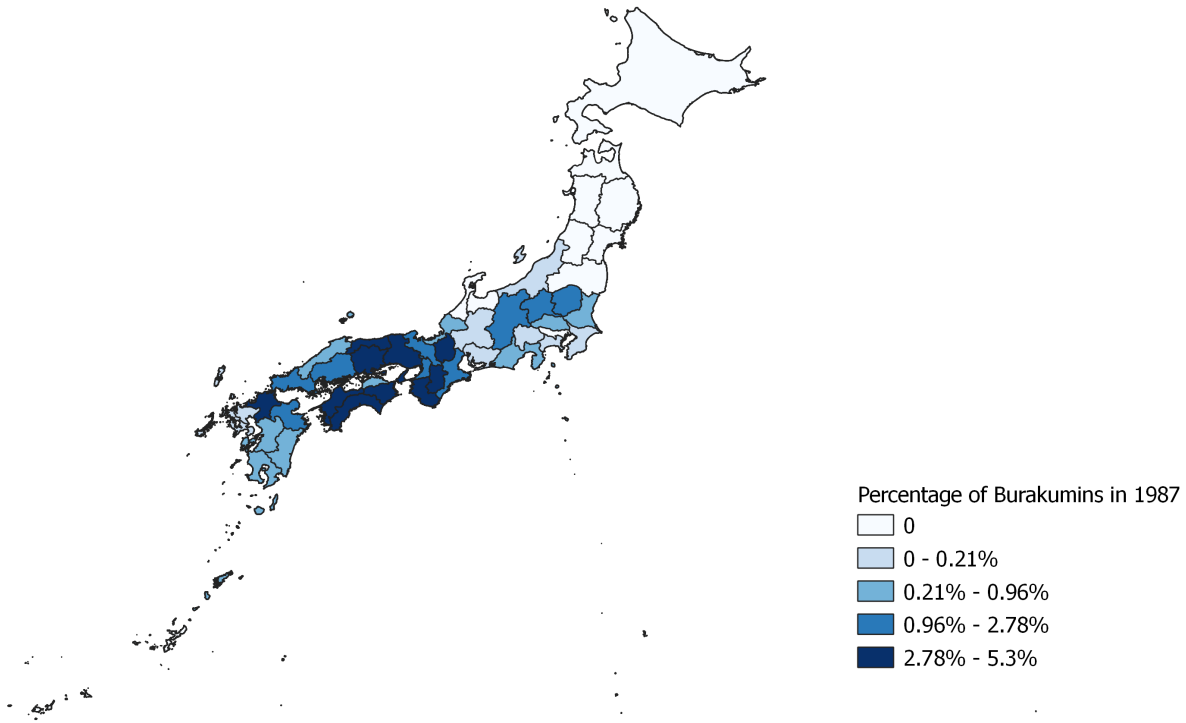 Percentage of Burakumins in 1987
0
0 - 0.21%
0.21% - 0.96%
0.96% - 2.78%
2.78% - 5.3%